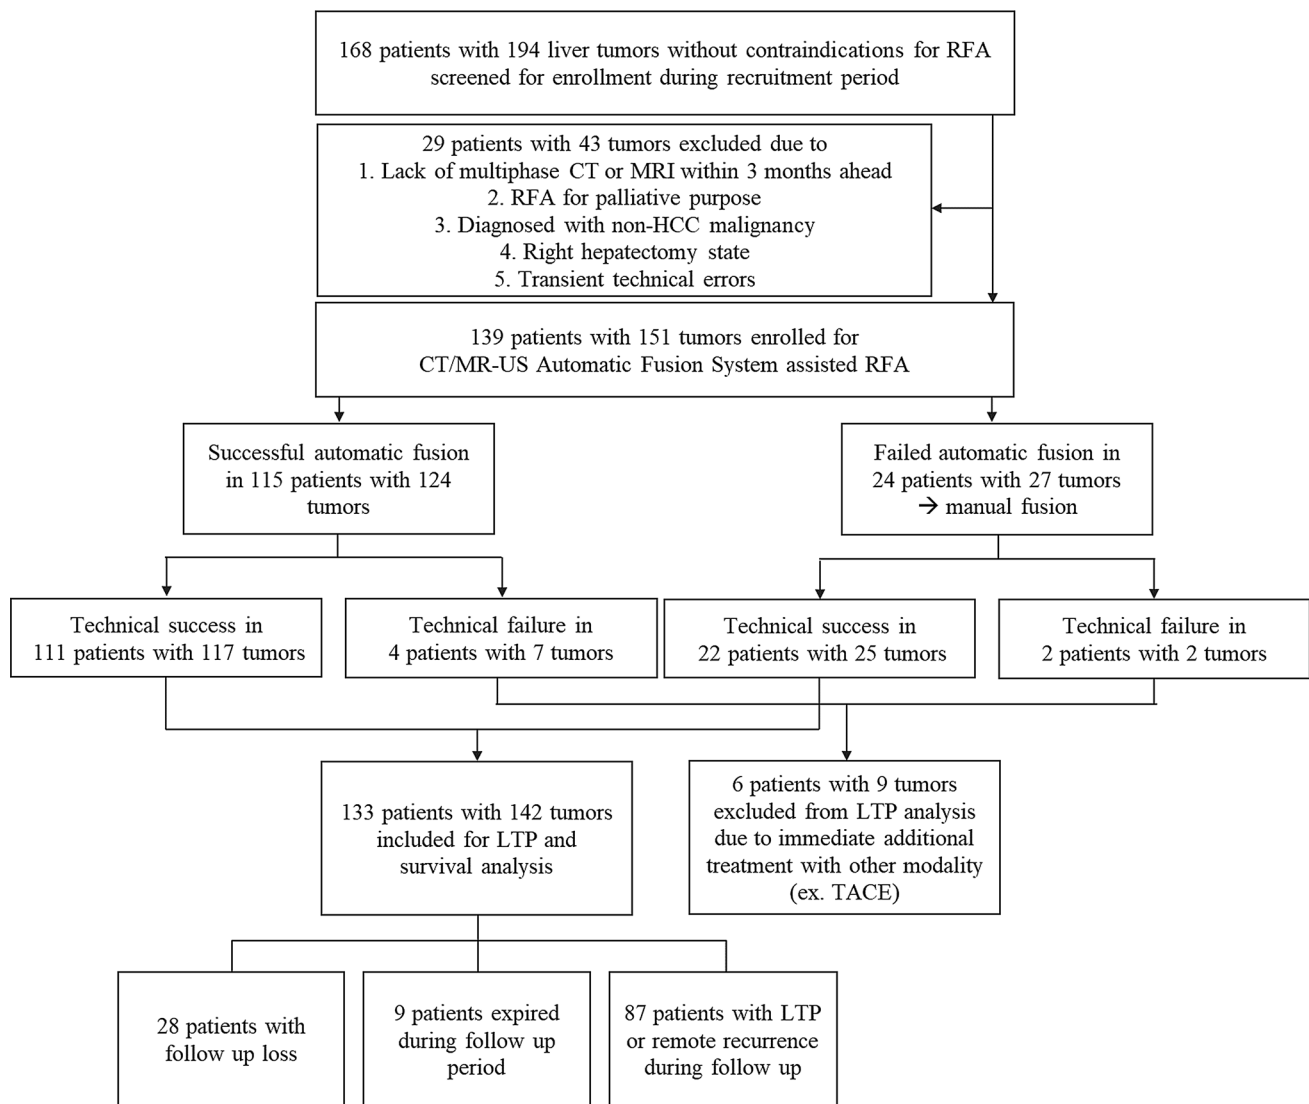 168 patients with 194 liver tumors without contraindications for RFA
screened for enrollment during recruitment period
29 patients with 43 tumors excluded due to
1. Lack of multiphase CT or MRI within 3 months ahead
2. RFA for palliative purpose
3. Diagnosed with non-HCC malignancy
4. Right hepatectomy state
5. Transient technical errors
139 patients with 151 tumors enrolled for
CT/MR-US Automatic Fusion System assisted RFA
Successful automatic fusion
in 115 patients with 124
tumors
Failed automatic fusion in
24 patients with 27 tumors
→ manual fusion
Technical success in
111 patients with 117 tumors
Technical failure in
4 patients with 7 tumors
Technical success in
22 patients with 25 tumors
Technical failure in
2 patients with 2 tumors
133 patients with 142 tumors
included for LTP and
survival analysis
6 patients with 9 tumors
excluded from LTP analysis
due to immediate additional
treatment with other modality
(ex. TACE)
28 patients with
follow up loss
9 patients expired
during follow up
period
87 patients with LTP
or remote recurrence
during follow up